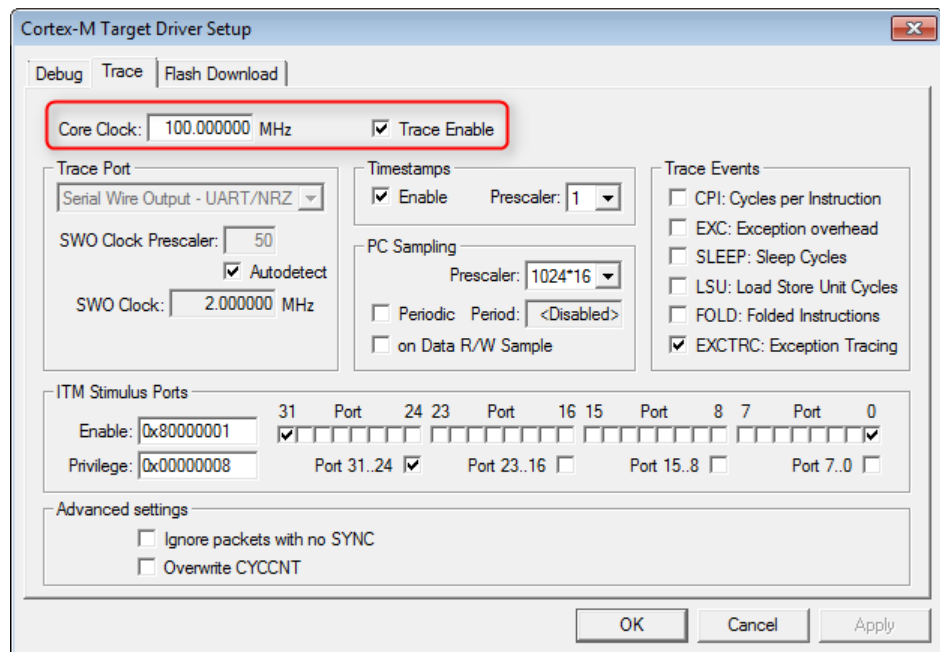 Cortex-M Target Driver Setup
Debug Trace Flash Download
Core Clock: 100.000000 MHz Trace Enable
Trace Port
Serial Wire Output - UART/NRZ
SWO Clock Prescaler: 50
Autodetect
SWO Clock: 2.000000 MHz
Timestamps
Enable Prescaler: 1
PC Sampling
Prescaler: 1024*16
Periodic Period: <Disabled>
on Data R/W Sample
Trace Events
CPI: Cycles per Instruction
EXC: Exception overhead
SLEEP: Sleep Cycles
LSU: Load Store Unit Cycles
FOLD: Folded Instructions
EXCTRC: Exception Tracing
ITM Stimulus Ports
31 Port 24 23 Port 16 15 Port 8 7 Port 0
Enable: 0x80000001
Privilege: 0x00000008 Port 31..24 Port 23..16 Port 15..8 Port 7..0
Advanced settings
Ignore packets with no SYNC
Overwrite CYCCNT
OK Cancel Apply